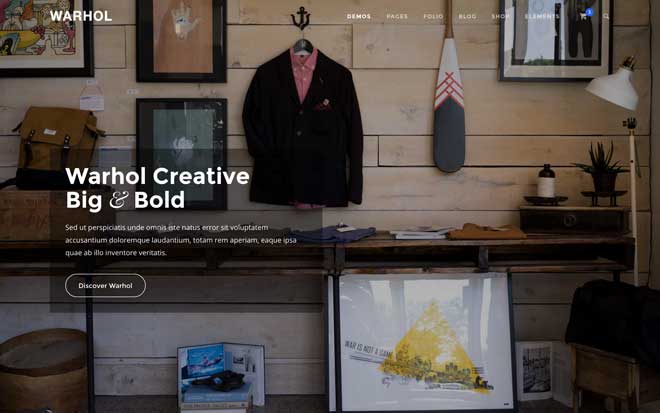 WARHOL
DEMOS PAGES FOLIO BLOG SHOP ELEMENTS
Warhol Creative
Big & Bold
Sed ut perspiciatis unde omnis iste natus error sit voluptatem
accusantium doloremque laudantium, totam rem aperiam, eaque ipsa
quae ab illo inventore veritatis.
Discover Warhol
WAR IS NOT A GAME